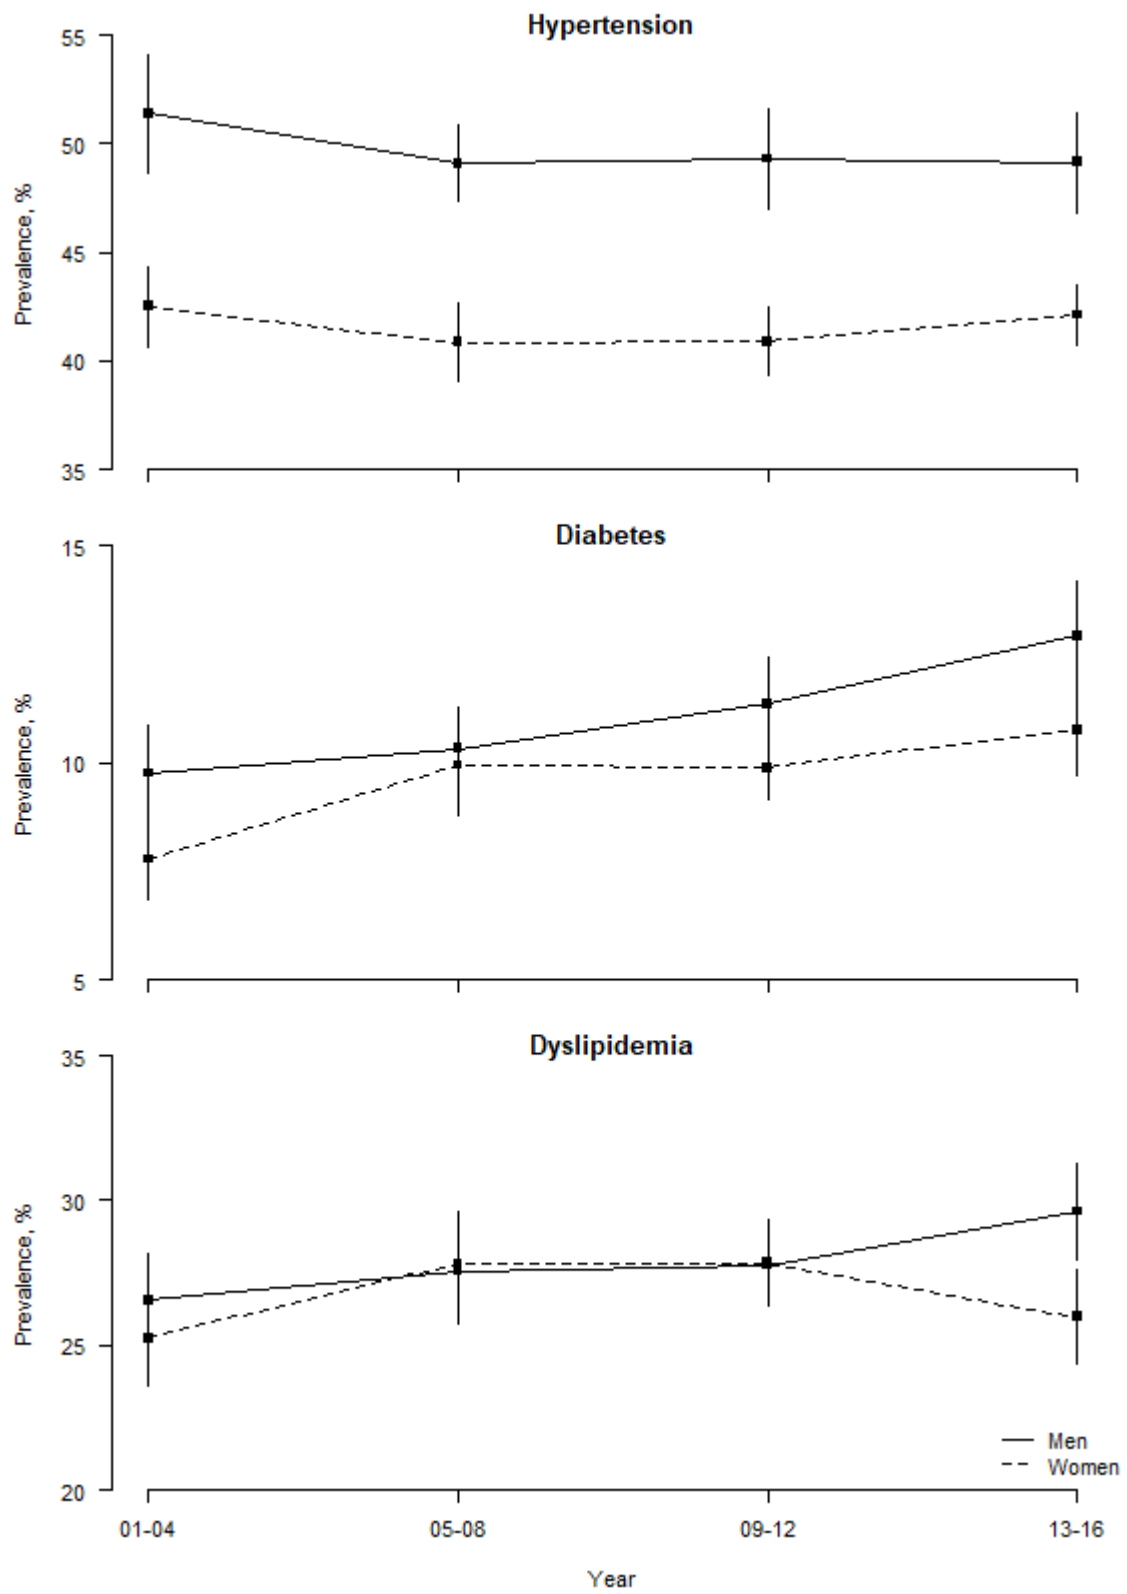 Hypertension
Prevalence, %
55
50
45
40
35
Diabetes
Prevalence, %
15
10
5
Dyslipidemia
Prevalence, %
35
30
25
20
Men
Women
01-04 05-08 09-12 13-16
Year